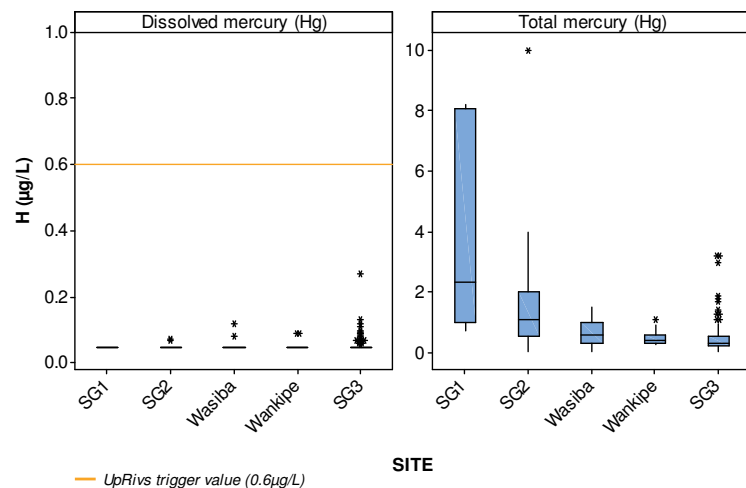 Dissolved mercury (Hg)
Total mercury (Hg)
1.0
0.8
0.6
0.4
0.2
0.0
10
8
6
4
2
0
H (µg/L)
SG1
SG2
Wasiba
Wankipe
SG3
SG1
SG2
Wasiba
Wankipe
SG3
SITE
UpRivs trigger value (0.6µg/L)